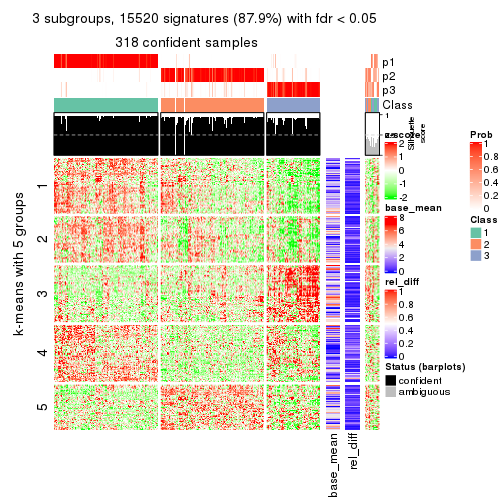 3 subgroups, 15520 signatures (87.9%) with fdr < 0.05
318 confident samples
p1
p2
p3
Class
1
Silhouette
score
z-score
2
1
0
-1
-2
base_mean
8
6
4
2
0
rel_diff
1
0.8
0.6
0.4
0.2
0
Status (barplots)
confident
ambiguous
Prob
1
0.8
0.6
0.4
0.2
0
Class
1
2
3
k-means with 5 groups
1
2
3
4
5
base_mean
rel_diff